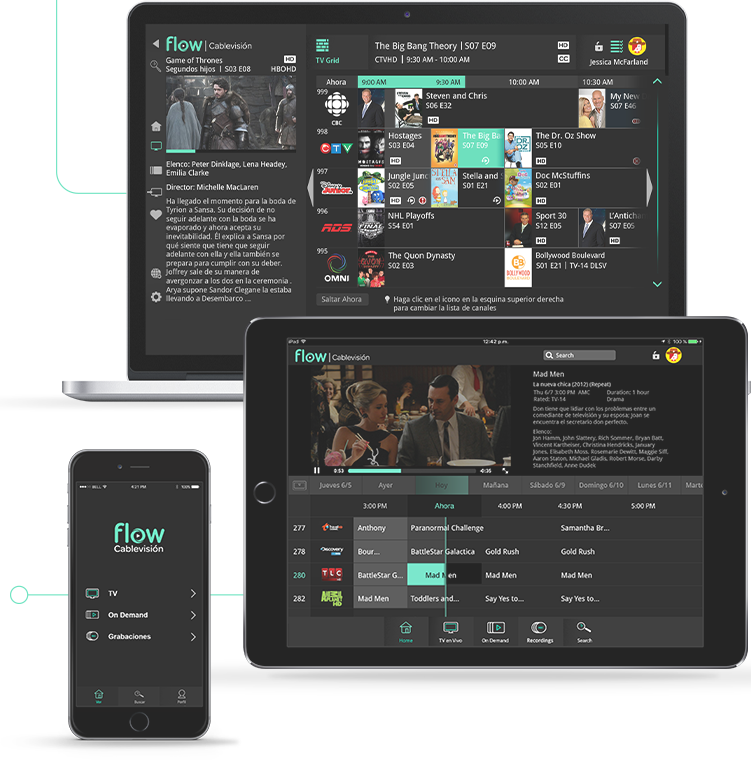 flow | Cablevisión
Game of Thrones HD
Segundos hijos | S03 E08 HBOHD
Elenco: Peter Dinklage, Lena Headey,
Emilia Clarke
Director: Michelle MacLaren
Ha llegado el momento para la boda de
Tyrion a Sansa. Su decisión de no
seguir adelante con la boda se ha
evaporado y ahora acepta su
inevitabilidad. Él explica a Sansa por
qué siente que tiene que seguir
adelante con ella y ella también se
prepara para cumplir con su deber.
Joffrey sale de su manera de
avergonzar a los dos en la ceremonia..
Arya supone Sandor Clegane la estaba
llevando a Desembarco ...
TV Grid
The Big Bang Theory | S07 E09 HD
CTVHD | 9:30 AM - 10:00 AM CC
Jessica McFarland
Ahora 9:00 AM 9:30 AM 10:00 AM 10:30 AM
999 CBC
Steven and Chris
S06 E32
HD
My New
S07 E46
998 CTV
Hostages
S03 E04
HD
The Big Ba
S07 E09
The Dr. Oz Show
S05 E10
HD
997 Disney Junior
Jungle Junc
S02 E05
HD
Stella and S
S01 E21
Doc McStuffins
S02 E01
HD
996 RDS
NHL Playoffs
S54 E01
Sport 30
S12 E05
HD
L'Antichar
S07 E05
995 OMNI
The Quon Dynasty
S02 E03
Bollywood Boulevard
S01 E21 | TV-14 DLSV
Saltar Ahora
Haga clic en el icono en la esquina superior derecha
para cambiar la lista de canales
iPad 12:42 p.m. 100 %
flow | Cablevisión
Search
Mad Men
La nueva chica (2012) (Repeat)
Thu 6/7 3:00 PM AMC Duration: 1 hour
Rated: TV-14 Drama
Don tiene que lidiar con los problemas entre un
comediante de televisión y su esposa; Joan se
encuentra el secretario don perfecto.
Elenco:
Jon Hamm, John Slattery, Rich Sommer, Bryan Batt,
Vincent Kartheiser, Christina Hendricks, January
Jones, Elisabeth Moss, Rosemarie Dewitt, Maggie Siff,
Aaron Staton, Michael Gladis, Robert Morse, Darby
Stanchfield, Anne Dudek
0:53 -4:35
Jueves 6/5 Ayer Hoy Mañana Sábado 6/9 Domingo 6/10 Lunes 6/11 Marte
3:00 PM Ahora 4:00 PM 4:30 PM 5:00 PM
277 Anthony Paranormal Challenge Samantha Br...
278 Discovery Bour... BattleStar Galactica Gold Rush Gold Rush
280 TLC BattleStar G... Mad Men Mad Men Mad Men
282 Mad Men Toddlers and... Say Yes to... Say Yes to...
Home TV en Vivo On Demand Recordings Search
BELL 4:21 PM 100%
flow
Cablevisión
TV
On Demand
Grabaciones
Buscar Perfil